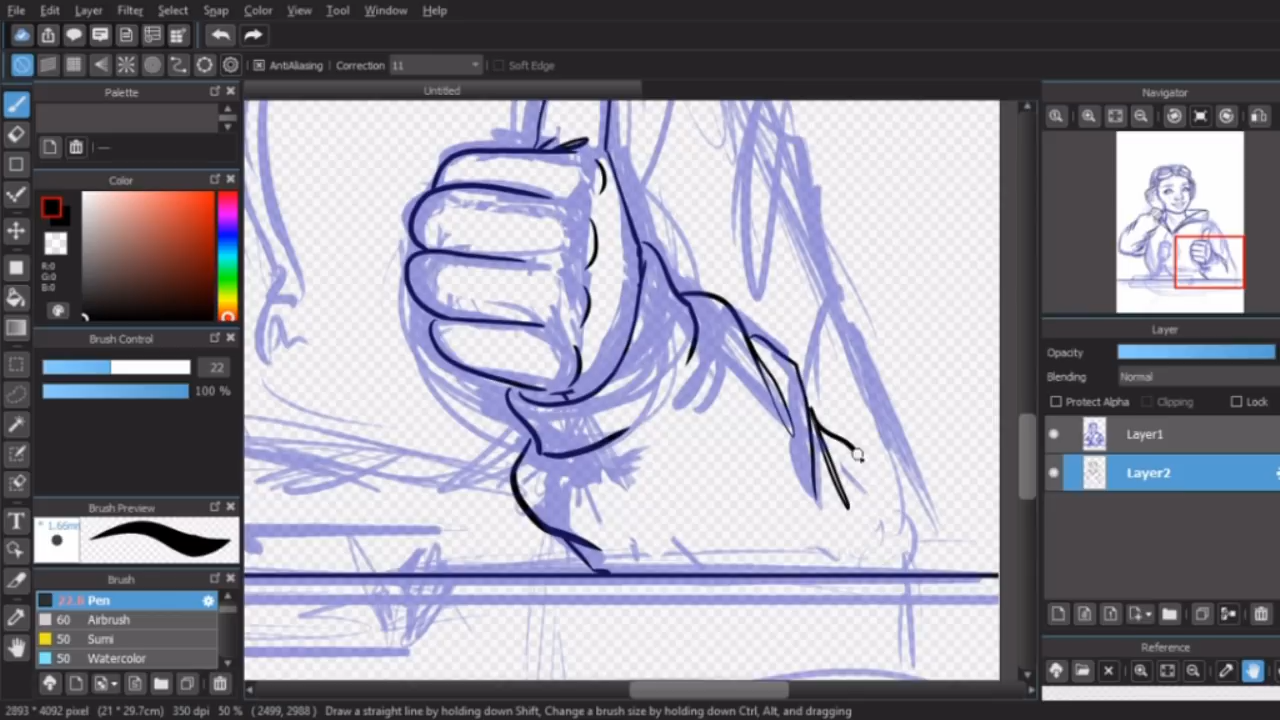 File Edit Layer Filter Select Snap Color View Tool Window Help
AntiAliasing Correction 11 Soft Edge
Palette
Untitled
Navigator
Color
R:0
G:0
B:0
Brush Control
22
100 %
Brush Preview
Brush
22.8 Pen
60 Airbrush
50 Sumi
50 Watercolor
Layer
Opacity
Blending Normal
Protect Alpha Clipping Lock
Layer1
Layer2
Reference
2893 * 4092 pixel (21 * 29.7cm) 350 dpi 50 % ( 2499, 2988 ) Draw a straight line by holding down Shift, Change a brush size by holding down Ctrl, Alt, and dragging